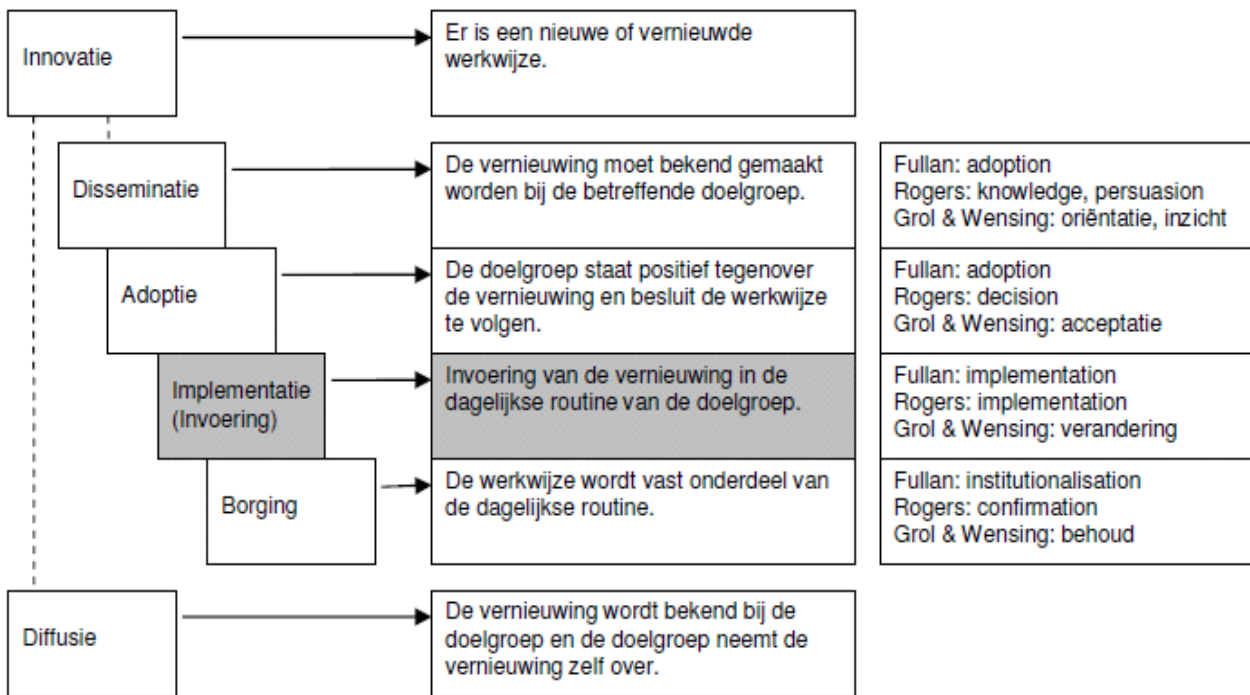 Innovatie
Er is een nieuwe of vernieuwde
werkwijze.
Disseminatie
De vernieuwing moet bekend gemaakt
worden bij de betreffende doelgroep.
Fullan: adoption
Rogers: knowledge, persuasion
Grol & Wensing: oriëntatie, inzicht
Adoptie
De doelgroep staat positief tegenover
de vernieuwing en besluit de werkwijze
te volgen.
Fullan: adoption
Rogers: decision
Grol & Wensing: acceptatie
Implementatie
(Invoering)
Invoering van de vernieuwing in de
dagelijkse routine van de doelgroep.
Fullan: implementation
Rogers: implementation
Grol & Wensing: verandering
Borging
De werkwijze wordt vast onderdeel van
de dagelijkse routine.
Fullan: institutionalisation
Rogers: confirmation
Grol & Wensing: behoud
Diffusie
De vernieuwing wordt bekend bij de
doelgroep en de doelgroep neemt de
vernieuwing zelf over.